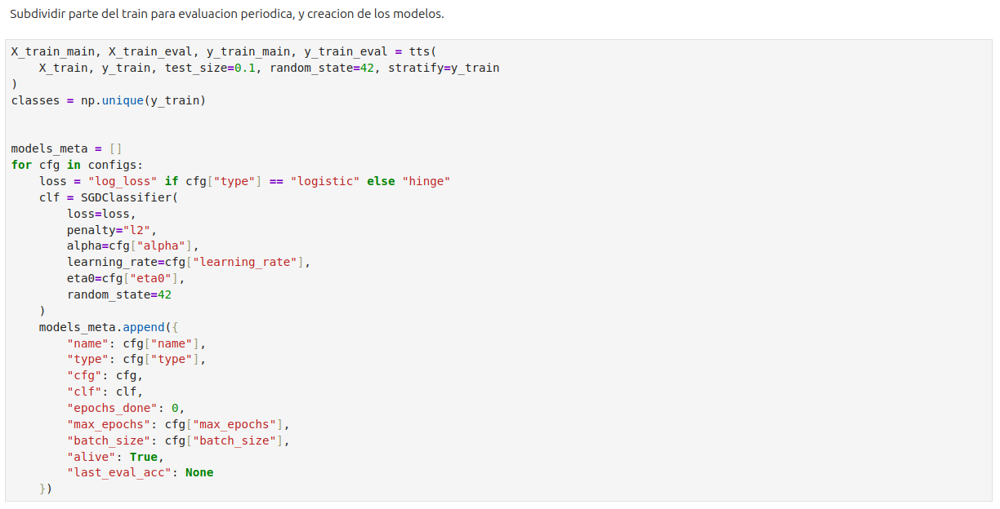 Subdividir parte del train para evaluacion periodica, y creacion de los modelos.
X_train_main, X_train_eval, y_train_main, y_train_eval = tts(
    X_train, y_train, test_size=0.1, random_state=42, stratify=y_train
)
classes = np.unique(y_train)
models_meta = []
for cfg in configs:
    loss = "log_loss" if cfg["type"] == "logistic" else "hinge"
    clf = SGDClassifier(
        loss=loss,
        penalty="l2",
        alpha=cfg["alpha"],
        learning_rate=cfg["learning_rate"],
        eta0=cfg["eta0"],
        random_state=42
    )
    models_meta.append({
        "name": cfg["name"],
        "type": cfg["type"],
        "cfg": cfg,
        "clf": clf,
        "epochs_done": 0,
        "max_epochs": cfg["max_epochs"],
        "batch_size": cfg["batch_size"],
        "alive": True,
        "last_eval_acc": None
    })